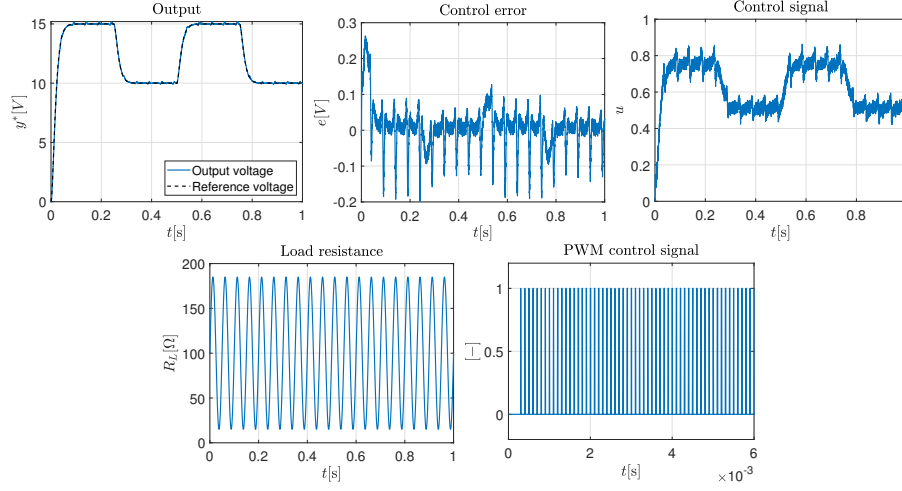 Output
15
10
5
0
y*[V]
Output voltage
Reference voltage
0 0.2 0.4 0.6 0.8 1
t[s]
Control error
0.3
0.2
0.1
0
-0.1
-0.2
e[V]
0 0.2 0.4 0.6 0.8 1
t[s]
Control signal
1
0.8
0.6
0.4
0.2
0
u
0 0.2 0.4 0.6 0.8
t[s]
Load resistance
200
150
100
50
0
R_L[Ω]
0 0.2 0.4 0.6 0.8 1
t[s]
PWM control signal
1
0.5
0
[−]
0 2 4 6
t[s]
×10^-3